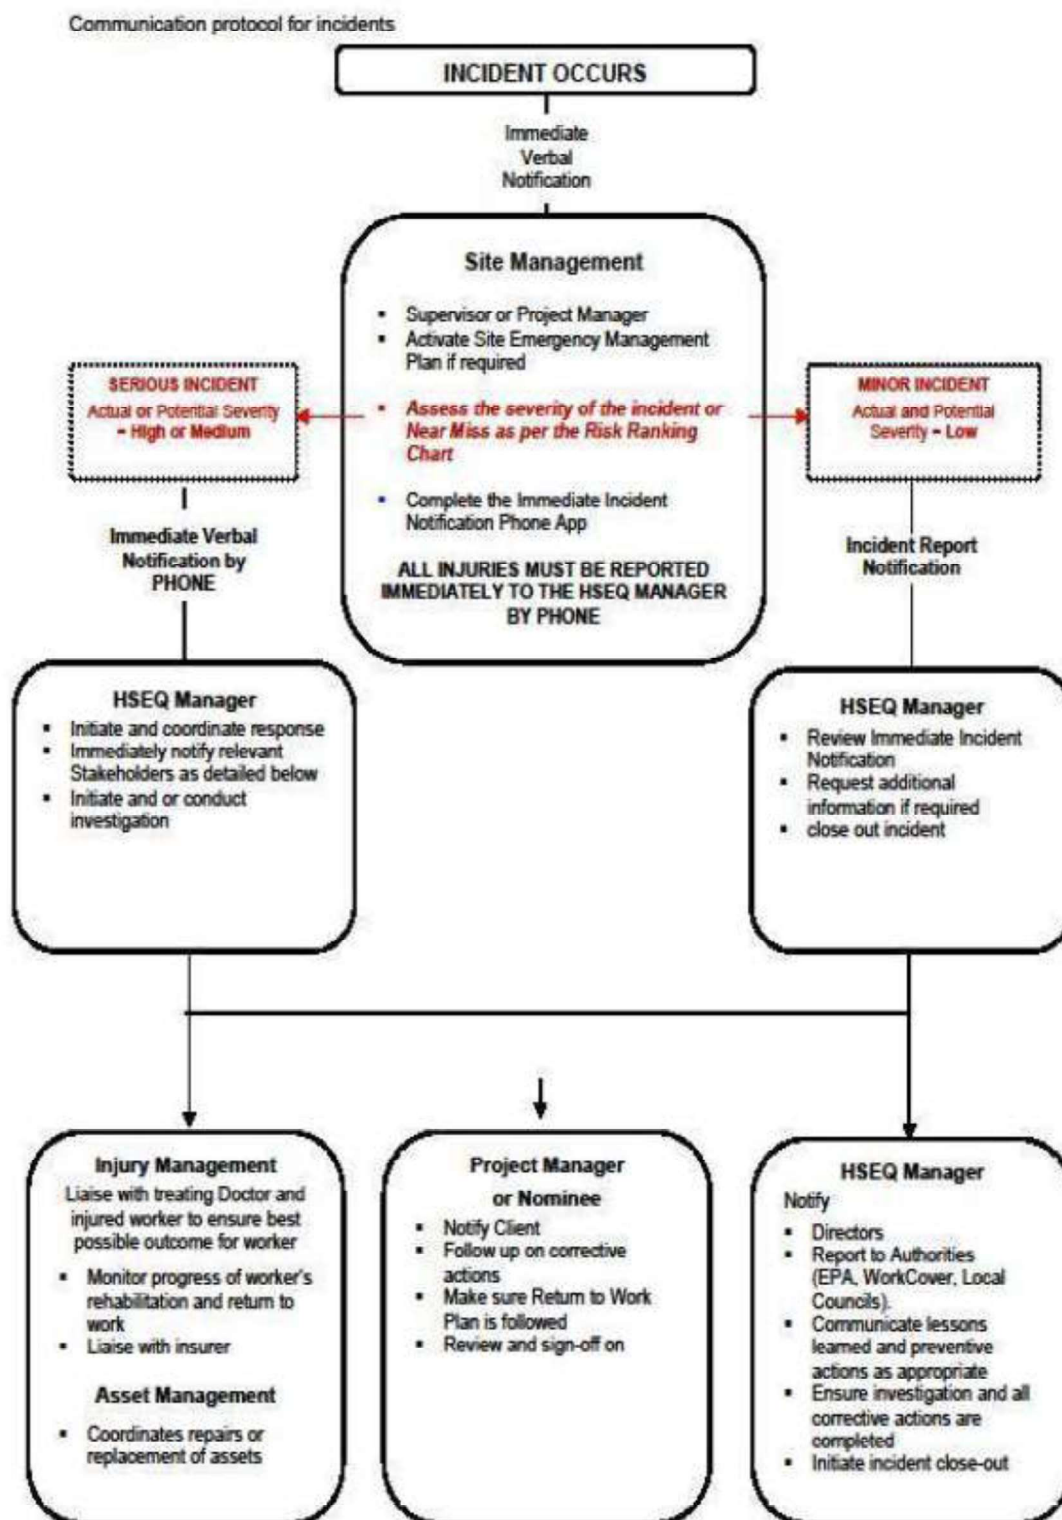 Communication protocol for incidents
INCIDENT OCCURS
Immediate
Verbal
Notification
Site Management
▪ Supervisor or Project Manager
▪ Activate Site Emergency Management
Plan if required
▪ Assess the severity of the incident or
Near Miss as per the Risk Ranking
Chart
▪ Complete the Immediate Incident
Notification Phone App
ALL INJURIES MUST BE REPORTED
IMMEDIATELY TO THE HSEQ MANAGER
BY PHONE
SERIOUS INCIDENT
Actual or Potential Severity
– High or Medium
MINOR INCIDENT
Actual and Potential
Severity – Low
Immediate Verbal
Notification by
PHONE
Incident Report
Notification
HSEQ Manager
▪ Initiate and coordinate response
▪ Immediately notify relevant
Stakeholders as detailed below
▪ Initiate and or conduct
investigation
HSEQ Manager
▪ Review Immediate Incident
Notification
▪ Request additional
information if required
▪ close out incident
Injury Management
Liaise with treating Doctor and
injured worker to ensure best
possible outcome for worker
▪ Monitor progress of worker's
rehabilitation and return to
work
▪ Liaise with insurer
Asset Management
▪ Coordinates repairs or
replacement of assets
Project Manager
or Nominee
▪ Notify Client
▪ Follow up on corrective
actions
▪ Make sure Return to Work
Plan is followed
▪ Review and sign-off on
HSEQ Manager
Notify
▪ Directors
▪ Report to Authorities
(EPA, WorkCover, Local
Councils).
▪ Communicate lessons
learned and preventive
actions as appropriate
▪ Ensure investigation and all
corrective actions are
completed
▪ Initiate incident close-out